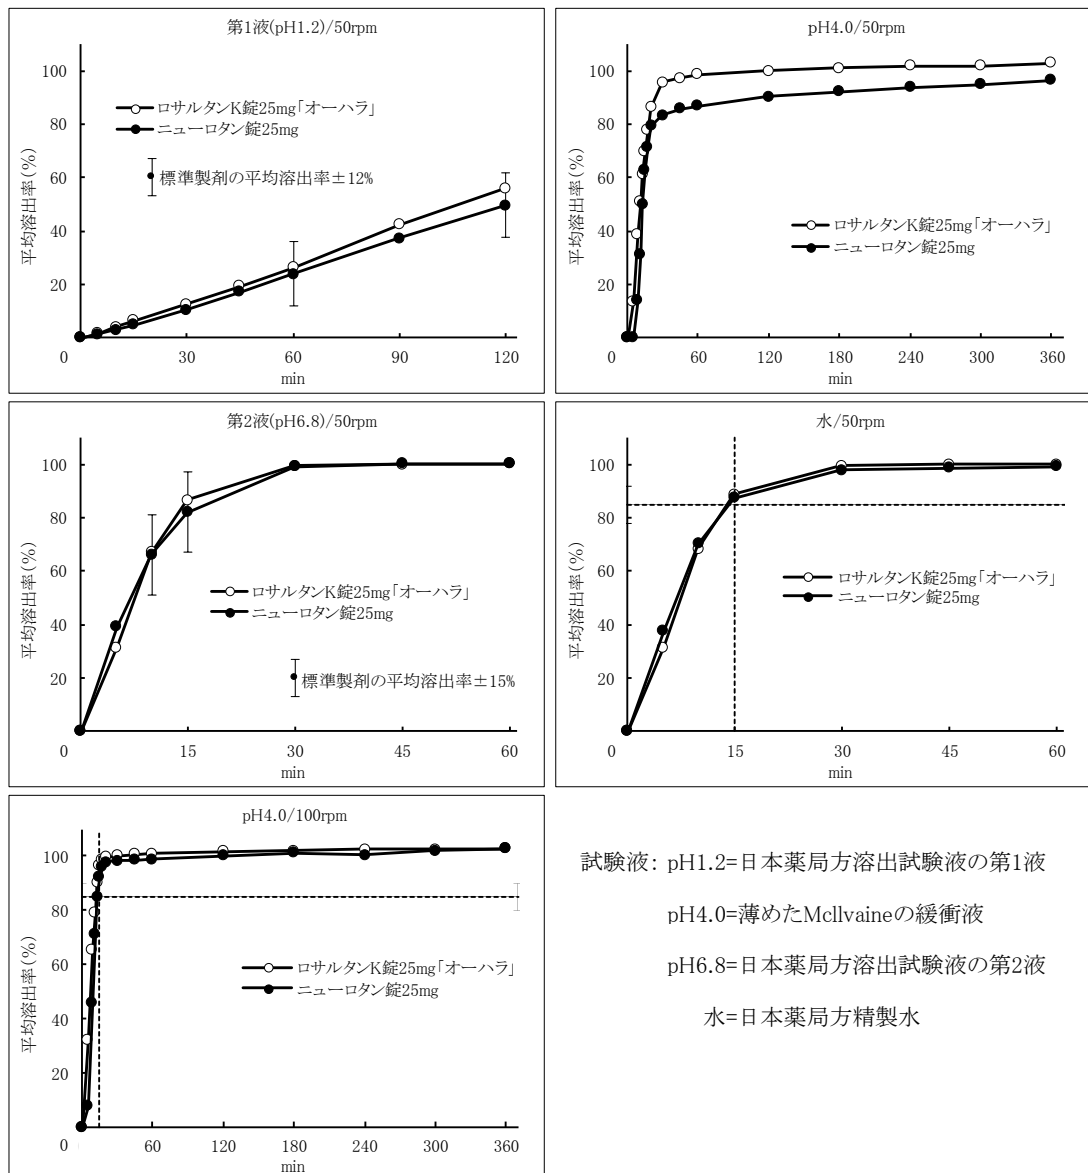 第1液(pH1.2)/50rpm
平均溶出率(%)
100
80
60
40
20
0
30
60
90
120
min
ロサルタンK錠25mg「オーハラ」
ニューロタン錠25mg
標準製剤の平均溶出率±12%
pH4.0/50rpm
平均溶出率(%)
100
80
60
40
20
0
60
120
180
240
300
360
min
ロサルタンK錠25mg「オーハラ」
ニューロタン錠25mg
第2液(pH6.8)/50rpm
平均溶出率(%)
100
80
60
40
20
0
15
30
45
60
min
ロサルタンK錠25mg「オーハラ」
ニューロタン錠25mg
標準製剤の平均溶出率±15%
水/50rpm
平均溶出率(%)
100
80
60
40
20
0
15
30
45
60
min
ロサルタンK錠25mg「オーハラ」
ニューロタン錠25mg
pH4.0/100rpm
平均溶出率(%)
100
80
60
40
20
0
60
120
180
240
300
360
min
ロサルタンK錠25mg「オーハラ」
ニューロタン錠25mg
試験液: pH1.2=日本薬局方溶出試験液の第1液
pH4.0=薄めたMcllvaineの緩衝液
pH6.8=日本薬局方溶出試験液の第2液
水=日本薬局方精製水